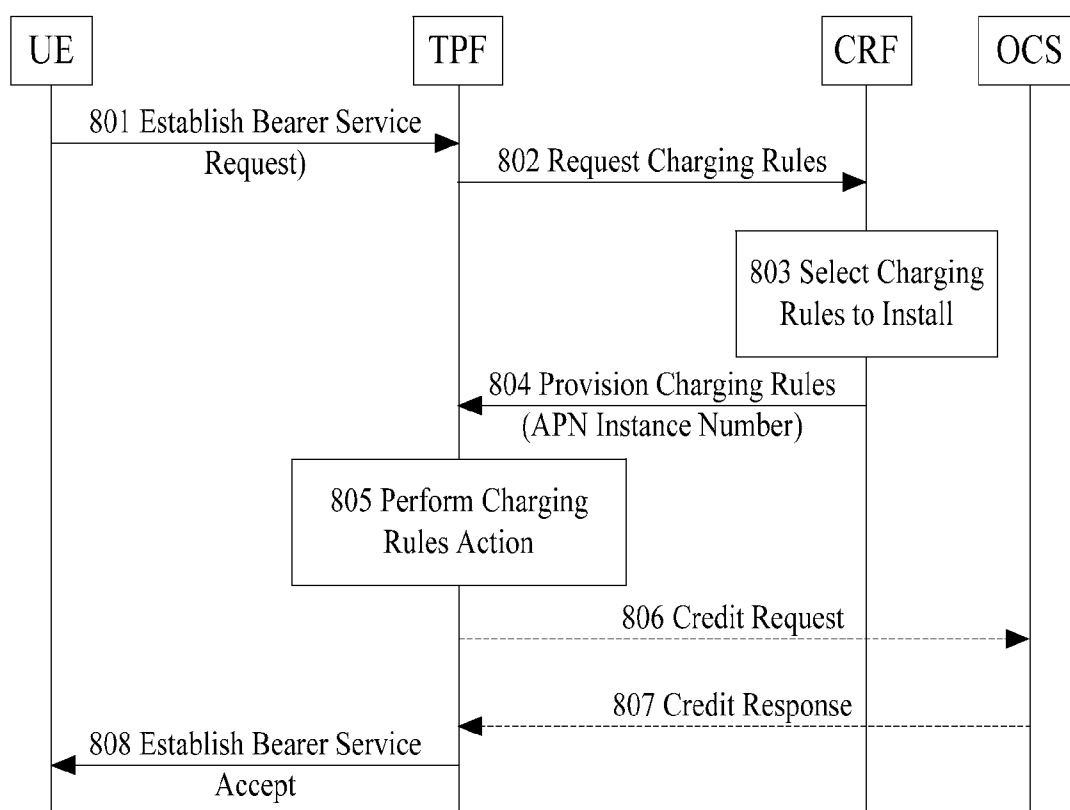 UE
TPF
CRF
OCS
801 Establish Bearer Service
Request)
802 Request Charging Rules
803 Select Charging
Rules to Install
804 Provision Charging Rules
(APN Instance Number)
805 Perform Charging
Rules Action
806 Credit Request
807 Credit Response
808 Establish Bearer Service
Accept